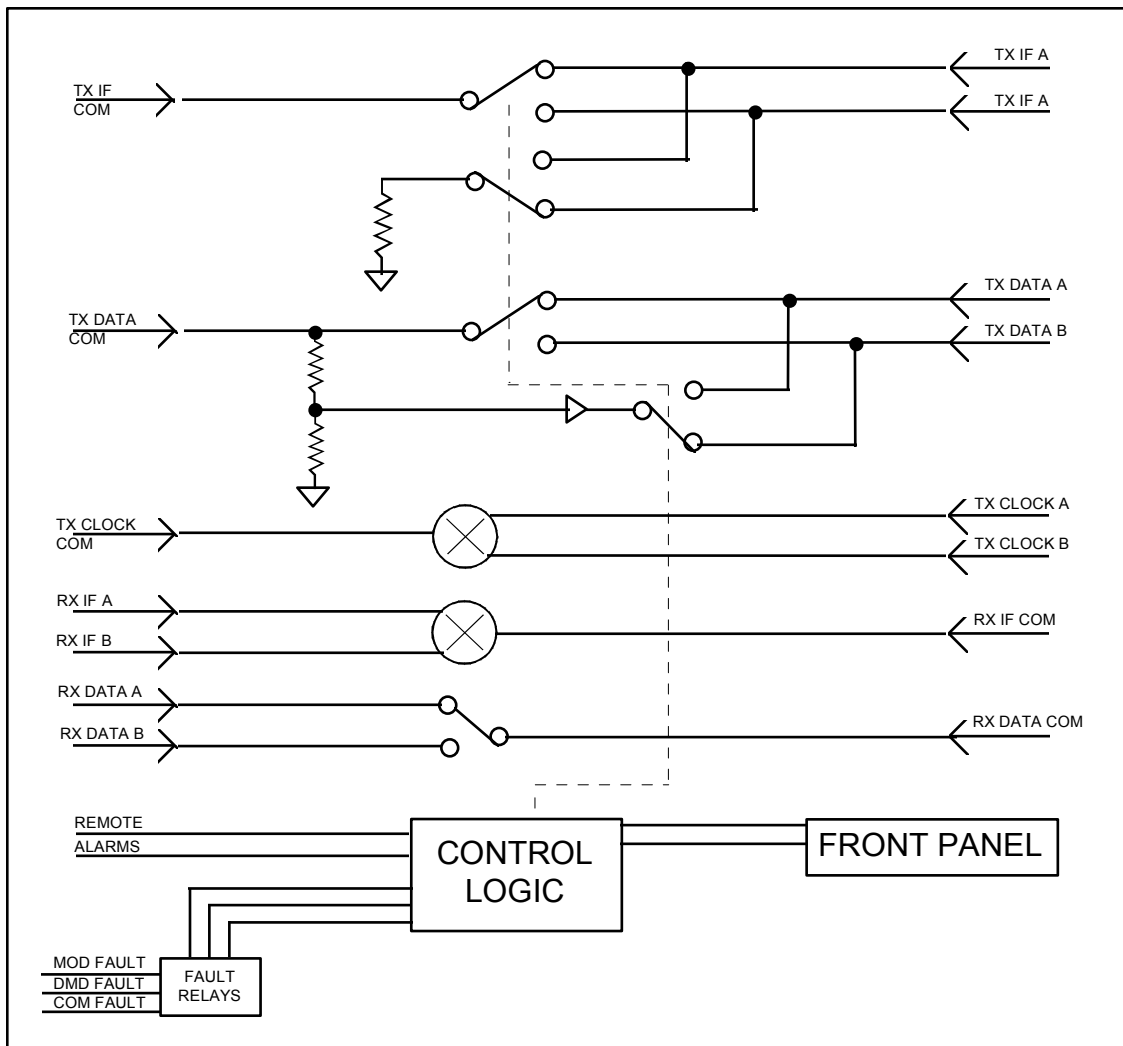 TX IF
COM
TX IF A
TX IF A
TX DATA
COM
TX DATA A
TX DATA B
TX CLOCK
COM
TX CLOCK A
TX CLOCK B
RX IF A
RX IF B
RX IF COM
RX DATA A
RX DATA B
RX DATA COM
REMOTE
ALARMS
CONTROL
LOGIC
FRONT PANEL
MOD FAULT
DMD FAULT
COM FAULT
FAULT
RELAYS